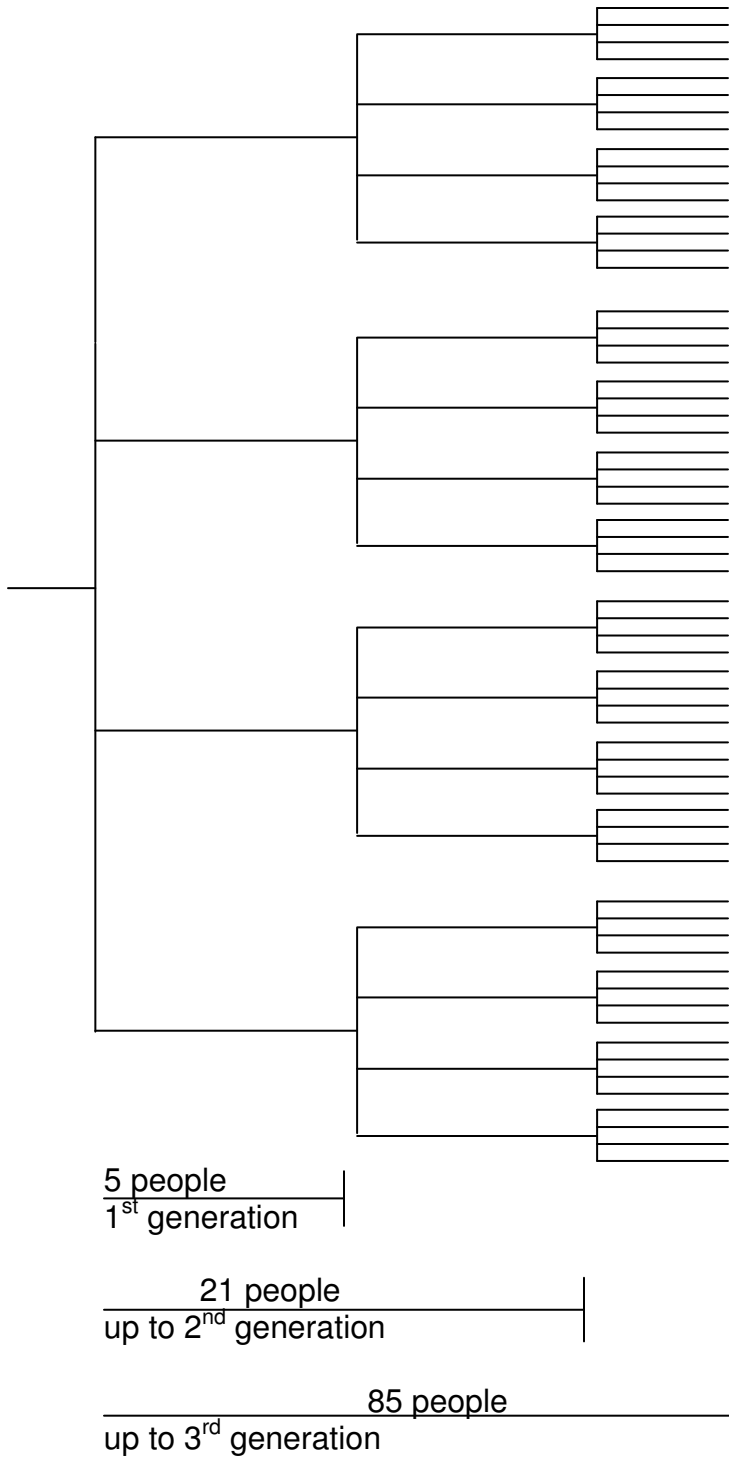 5 people
1st generation
21 people
up to 2nd generation
85 people
up to 3rd generation